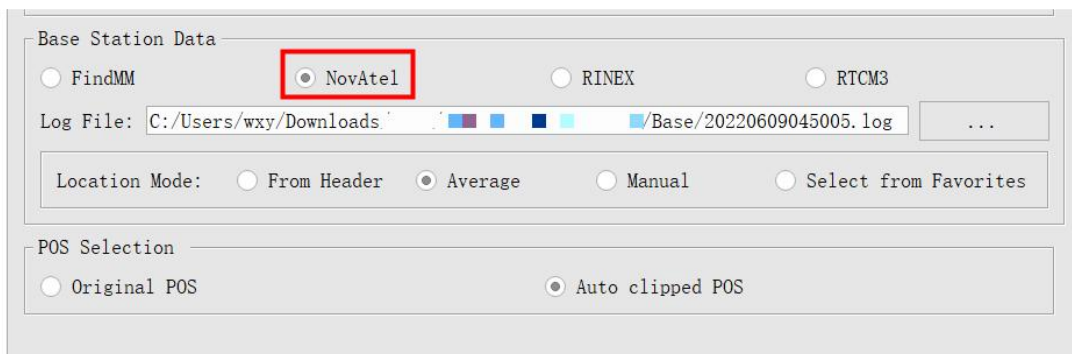 Base Station Data
FindMM NovAtel RINEX RTCM3
Log File: C:/Users/wxy/Downloads /Base/20220609045005.log ...
Location Mode: From Header Average Manual Select from Favorites
POS Selection
Original POS Auto clipped POS